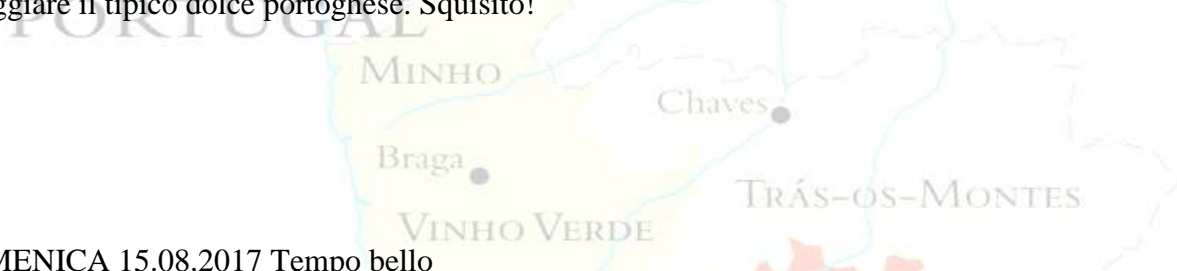 ggiare il tipico dolce portoghese. Squisito!
PORTUGAL
MINHO
Chaves
Braga
TRÁS-OS-MONTES
VINHO VERDE
MENICA 15.08.2017 Tempo bello